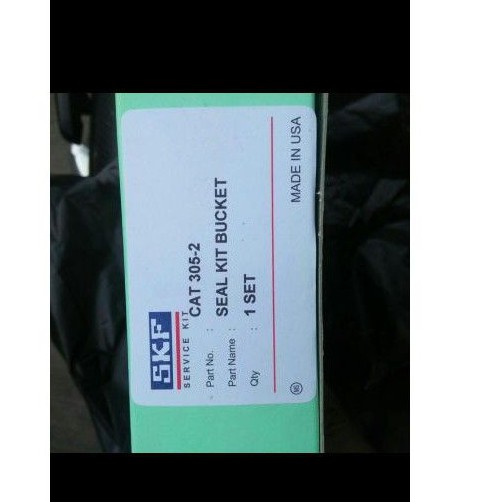 SKF
SERVICE KIT
Part No. : CAT 305-2
Part Name : SEAL KIT BUCKET
Qty : 1 SET
MADE IN USA